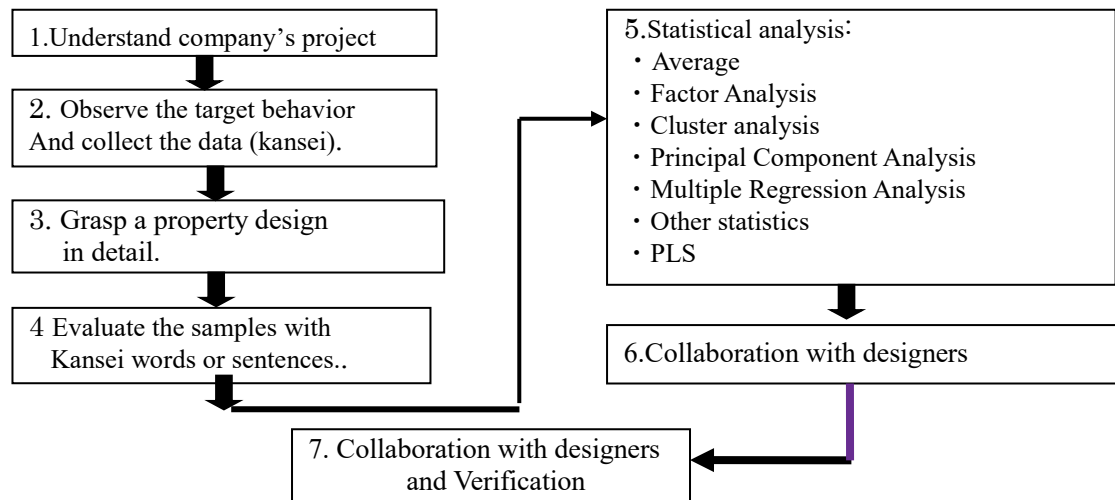 1.Understand company’s project
2. Observe the target behavior
And collect the data (kansei).
3. Grasp a property design
in detail.
4 Evaluate the samples with
Kansei words or sentences..
5.Statistical analysis:
・Average
・Factor Analysis
・Cluster analysis
・Principal Component Analysis
・Multiple Regression Analysis
・Other statistics
・PLS
6.Collaboration with designers
7. Collaboration with designers
and Verification